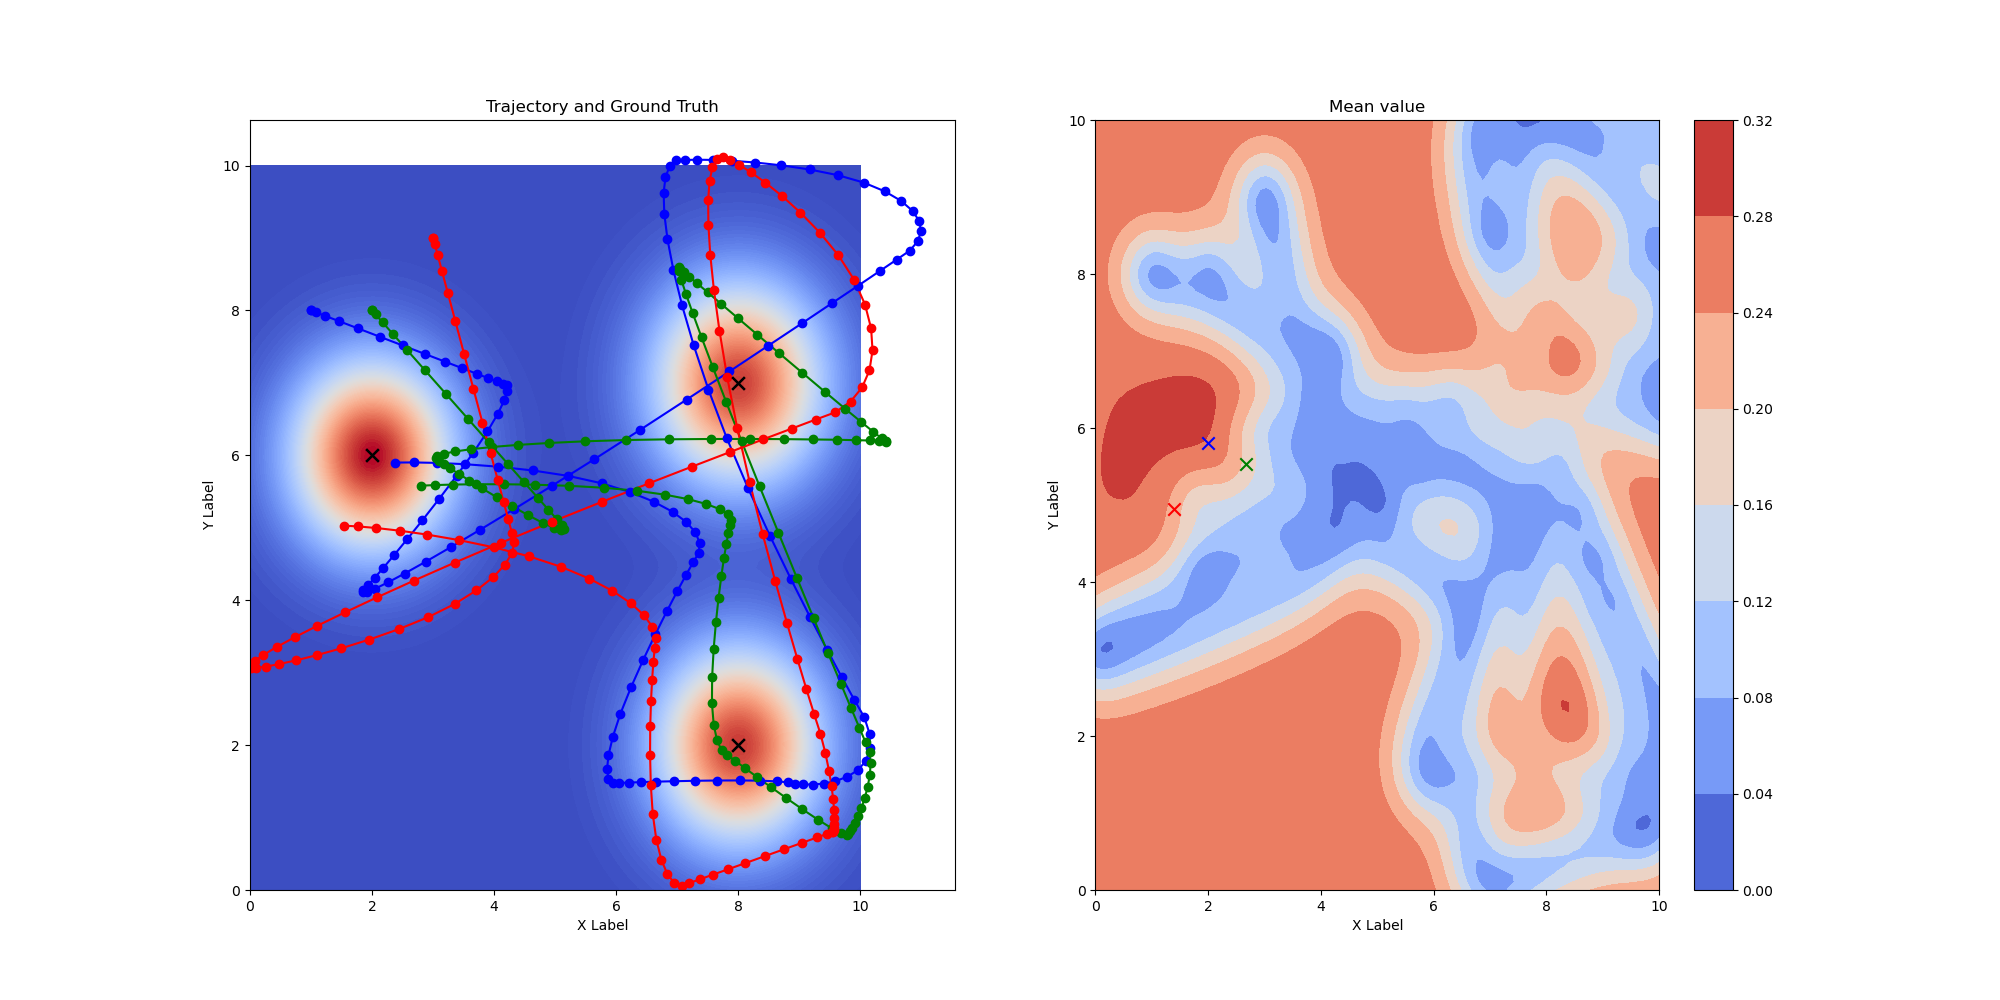 Trajectory and Ground Truth
Y Label
10
8
6
4
2
0
0 2 4 6 8 10
X Label
Mean value
Y Label
10
8
6
4
2
0
0 2 4 6 8 10
X Label
0.32
0.28
0.24
0.20
0.16
0.12
0.08
0.04
0.00